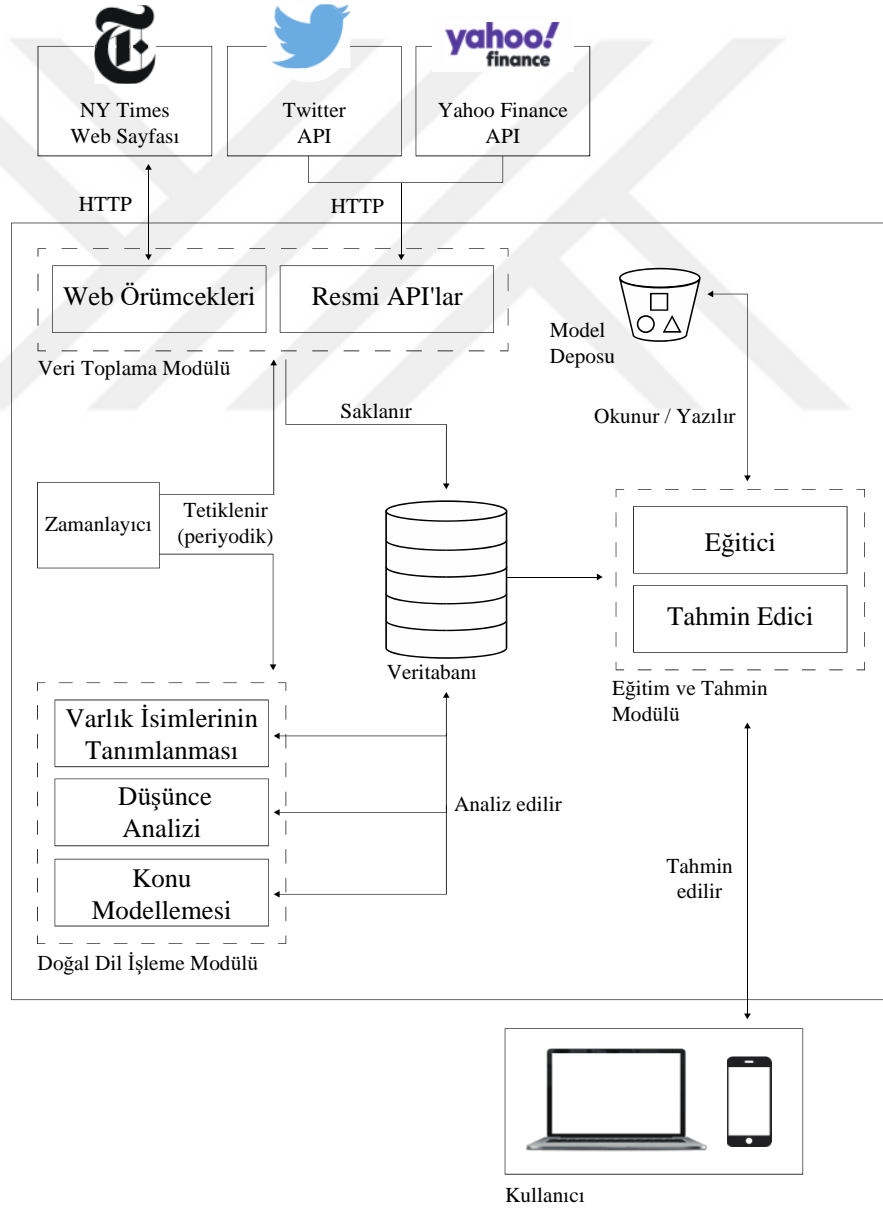 yahoo!
finance
NY Times
Web Sayfası
Twitter
API
Yahoo Finance
API
HTTP
HTTP
Web Örümcekleri
Resmi API'lar
Veri Toplama Modülü
Model
Deposu
Saklanır
Okunur / Yazılır
Zamanlayıcı
Tetiklenir
(periyodik)
Eğitici
Tahmin Edici
Veritabanı
Eğitim ve Tahmin
Modülü
Varlık İsimlerinin
Tanımlanması
Düşünce
Analizi
Analiz edilir
Konu
Modellemesi
Tahmin
edilir
Doğal Dil İşleme Modülü
Kullanıcı